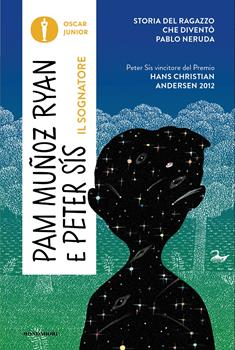 OSCAR
JUNIOR
STORIA DEL RAGAZZO
CHE DIVENTÒ
PABLO NERUDA
Peter Sís vincitore del Premio
HANS CHRISTIAN
ANDERSEN 2012
PAM MUÑOZ RYAN
E PETER SÍS
IL SOGNATORE
MONDADORI